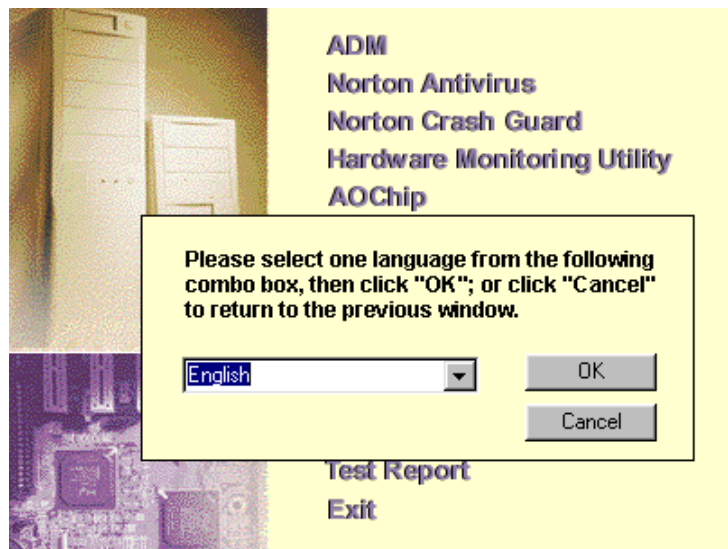 ADM
Norton Antivirus
Norton Crash Guard
Hardware Monitoring Utility
AOChip
Please select one language from the following
combo box, then click "OK"; or click "Cancel"
to return to the previous window.
English
OK
Cancel
Test Report
Exit